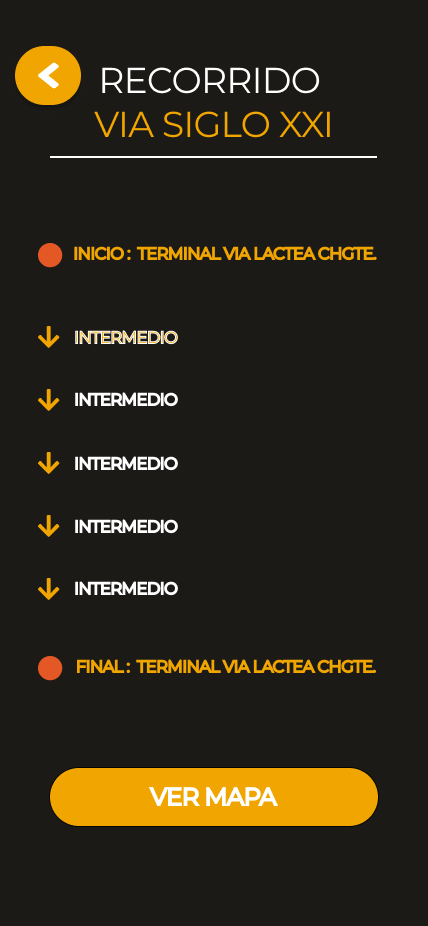 RECORRIDO
VIA SIGLO XXI
INICIO : TERMINAL VIA LACTEA CHGTE.
INTERMEDIO
INTERMEDIO
INTERMEDIO
INTERMEDIO
INTERMEDIO
FINAL : TERMINAL VIA LACTEA CHGTE.
VER MAPA